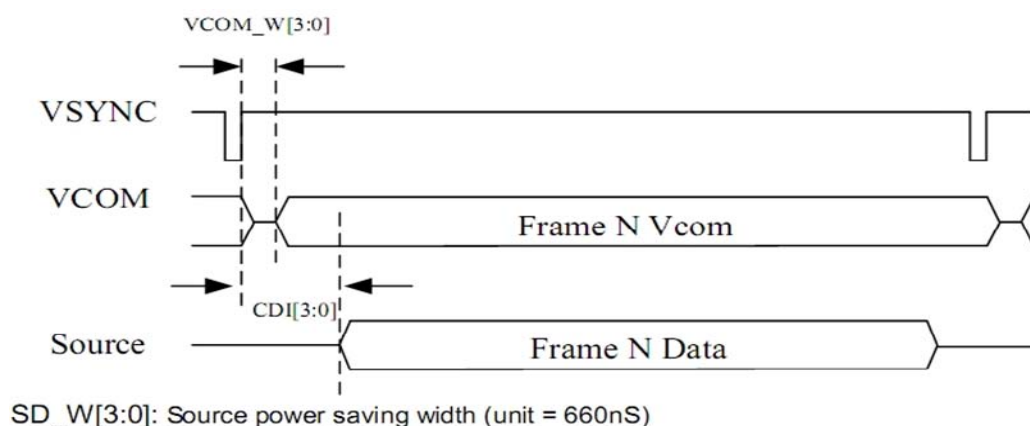 VCOM_W[3:0]
VSYNC
VCOM
Frame N Vcom
CDI[3:0]
Source
Frame N Data
SD_W[3:0]: Source power saving width (unit = 660nS)